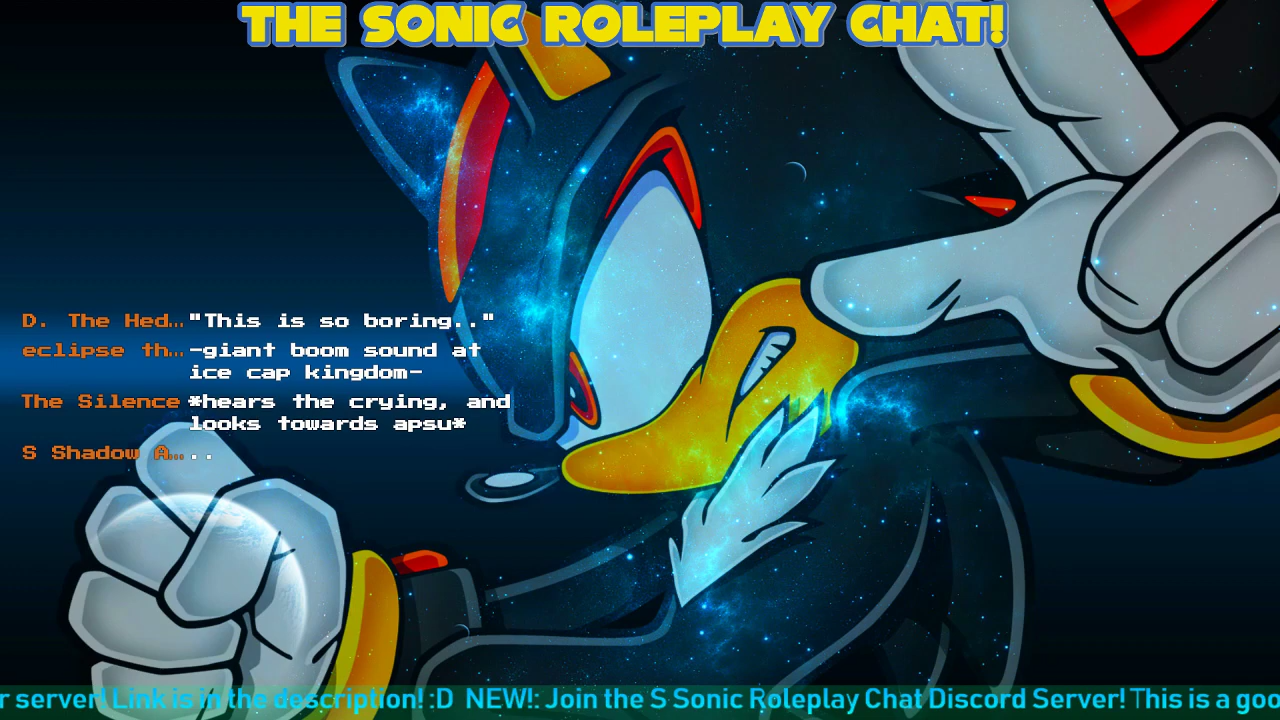 THE SONIC ROLEPLAY CHAT!
D. The Hed... "This is so boring.."
eclipse th... -giant boom sound at
ice cap kingdom-
The Silence *hears the crying, and
looks towards apsu*
S Shadow A... ..
r server! Link is in the description! :D NEW!: Join the S Sonic Roleplay Chat Discord Server! This is a goo